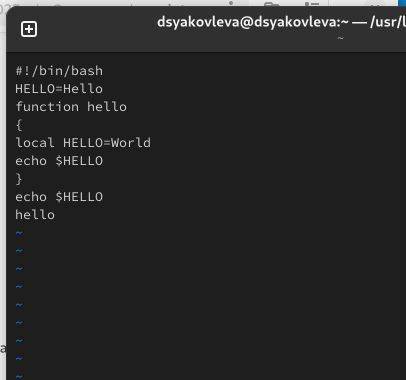 dsyakovleva@dsyakovleva:~ — /usr/l
~
#!/bin/bash
HELLO=Hello
function hello
{
local HELLO=World
echo $HELLO
}
echo $HELLO
hello
~
~
~
~
~
~
~
~
~